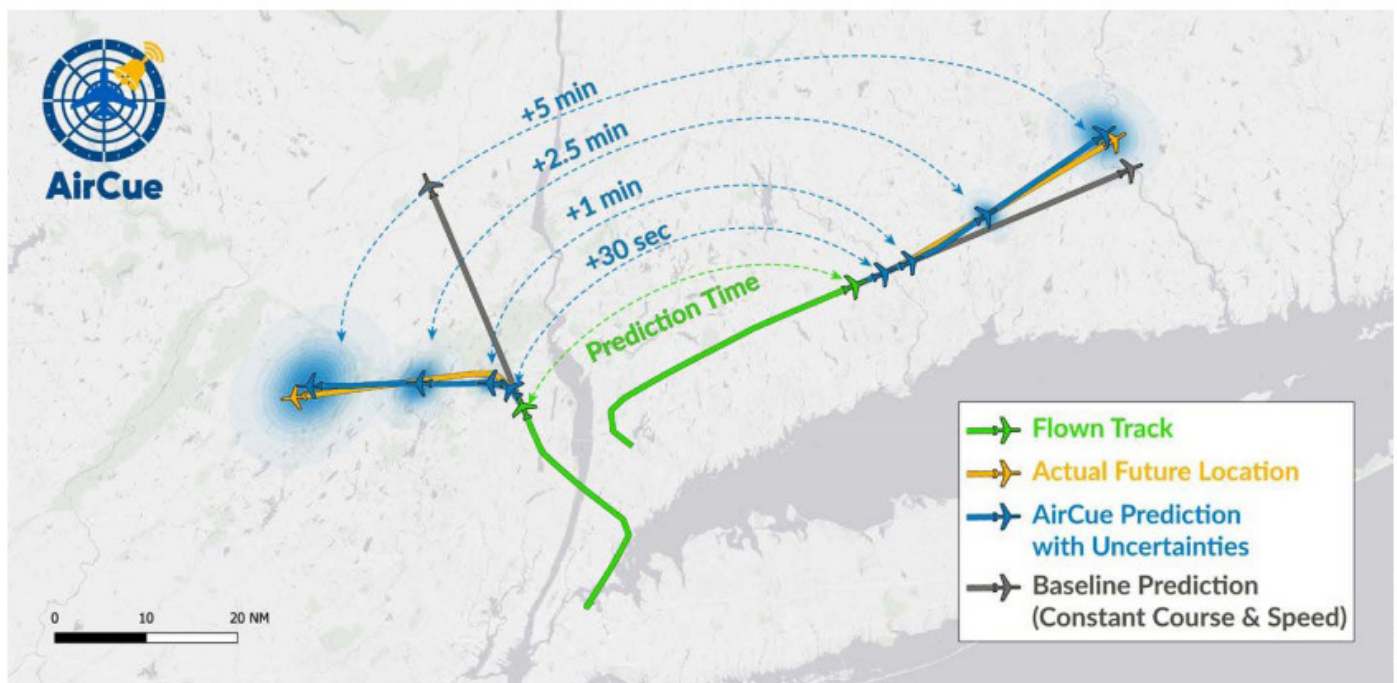 AirCue
+5 min
+2.5 min
+1 min
+30 sec
Prediction Time
0 10 20 NM
Flown Track
Actual Future Location
AirCue Prediction
with Uncertainties
Baseline Prediction
(Constant Course & Speed)